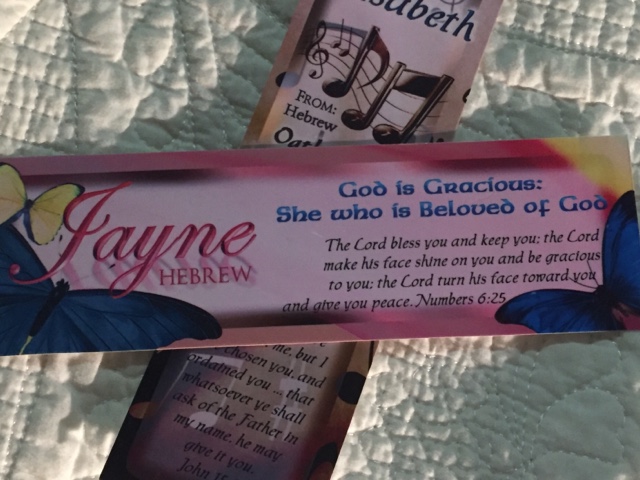 FROM:
Hebrew
Jayne
HEBREW
God is Gracious:
She who is Beloved of God
The Lord bless you and keep you; the Lord
make his face shine on you and be gracious
to you; the Lord turn his face toward you
and give you peace. Numbers 6:25
me, but I
chosen you, and
ordained you ... that
whatsoever ye shall
ask of the Father in
my name, he may
give it you.
John